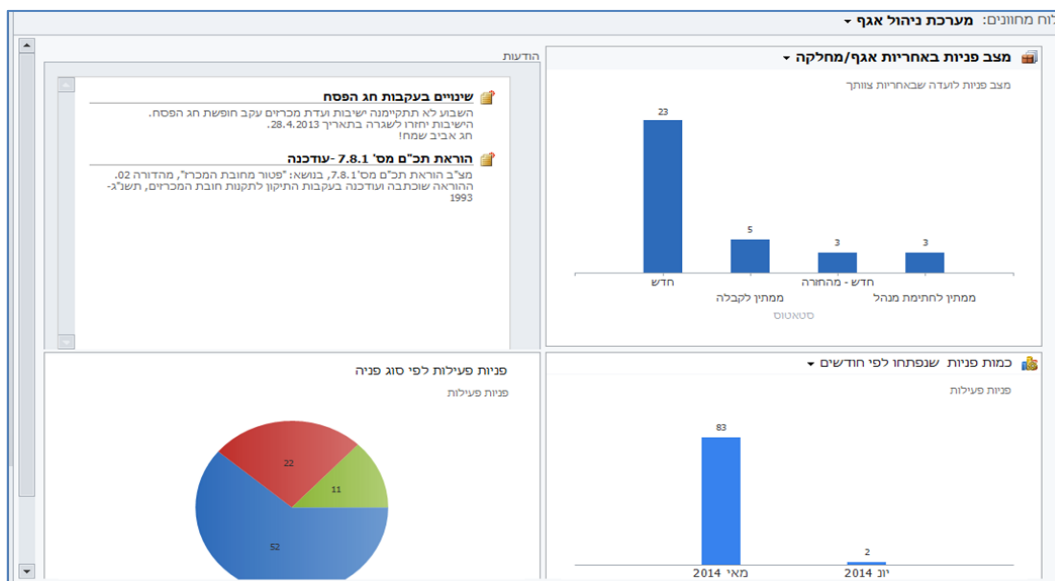 לוח מחוונים: מערכת ניהול אגף
מצב פניות באחריות אגף/מחלקה
מצב פניות לועדה שבאחריות צוותך
23
5
3
3
חדש
ממתין לקבלה
חדש - מהחורה
ממתין לחתימת מנהל
סטאטוס
הודעות
שינויים בעקבות חג הפסח
השבוע לא תתקיימנה ישיבות ועדת מכרזים עקב חופשת חג הפסח.
הישיבות יחזרו לשגרה בתאריך 28.4.2013.
חג אביב שמח!
הוראת תכ"ם מס' 7.8.1 -עודכנה
מצ"ב הוראת תכ"ם מס'7.8.1, בנושא: "פטור מחובת המכרז", מהדורה 02.
ההוראה שוכתבה ועודכנה בעקבות התיקון לתקנות חובת המכרזים, תשנ"ג-
1993
כמות פניות שנפתחו לפי חודשים
פניות פעילות
83
2
מאי 2014
יונ 2014
פניות פעילות לפי סוג פניה
פניות פעילות
22
11
52